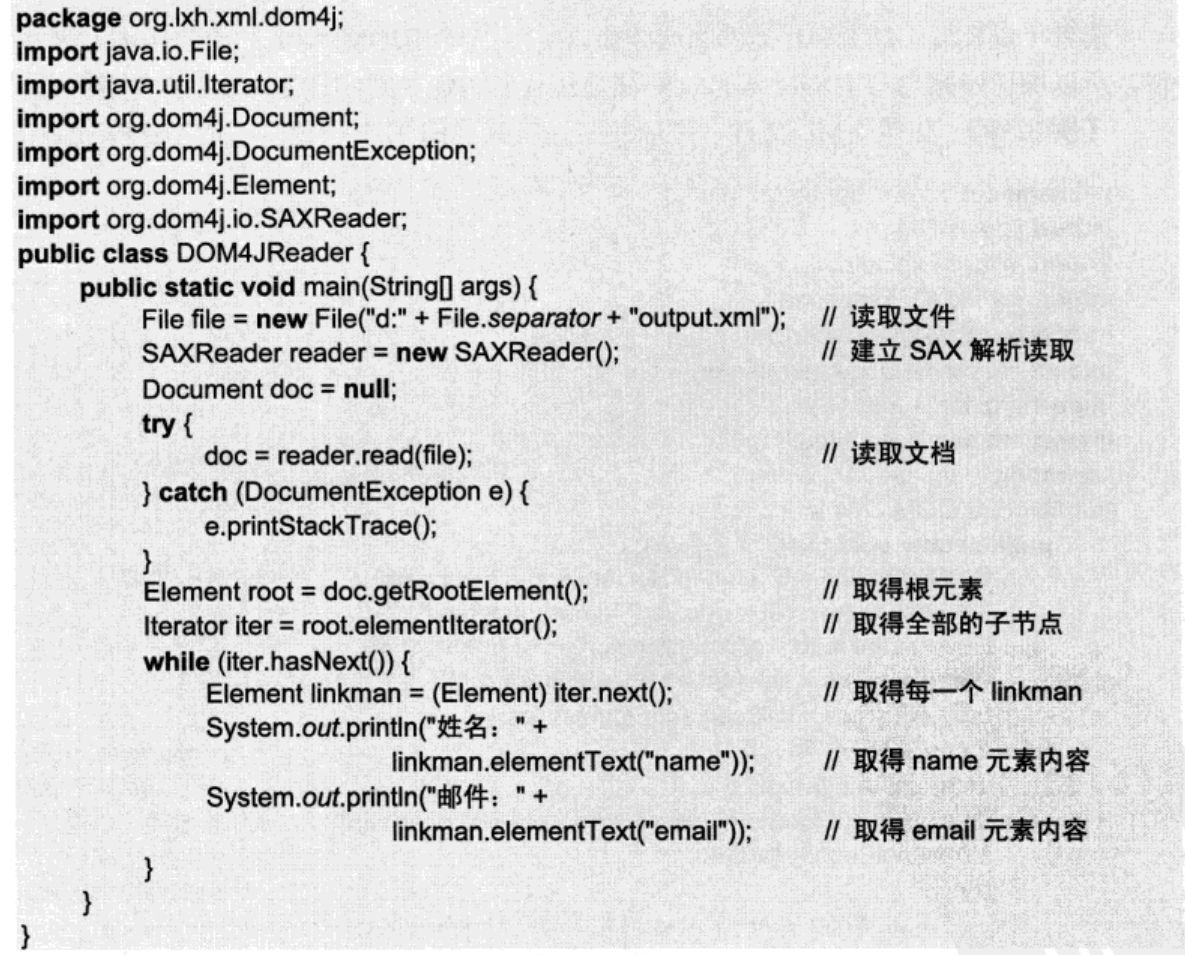 package org.lxh.xml.dom4j;
import java.io.File;
import java.util.Iterator;
import org.dom4j.Document;
import org.dom4j.DocumentException;
import org.dom4j.Element;
import org.dom4j.io.SAXReader;
public class DOM4JReader {
public static void main(String[] args) {
File file = new File("d:" + File.separator + "output.xml"); // 读取文件
SAXReader reader = new SAXReader(); // 建立 SAX 解析读取
Document doc = null;
try {
doc = reader.read(file); // 读取文档
} catch (DocumentException e) {
e.printStackTrace();
}
Element root = doc.getRootElement(); // 取得根元素
Iterator iter = root.elementIterator(); // 取得全部的子节点
while (iter.hasNext()) {
Element linkman = (Element) iter.next(); // 取得每一个 linkman
System.out.println("姓名：" +
linkman.elementText("name")); // 取得 name 元素内容
System.out.println("邮件：" +
linkman.elementText("email")); // 取得 email 元素内容
}
}
}